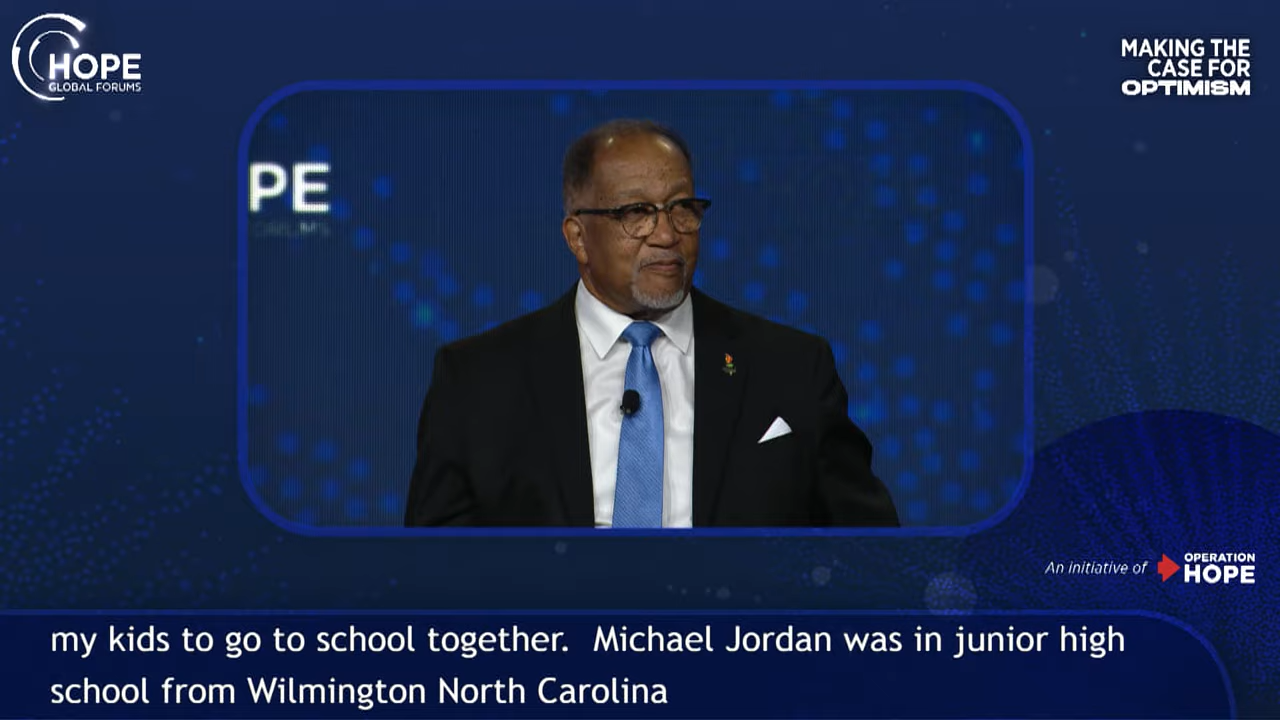 HOPE
GLOBAL FORUMS
MAKING THE
CASE FOR
OPTIMISM
PE
An initiative of
OPERATION
HOPE
my kids to go to school together.  Michael Jordan was in junior high
school from Wilmington North Carolina